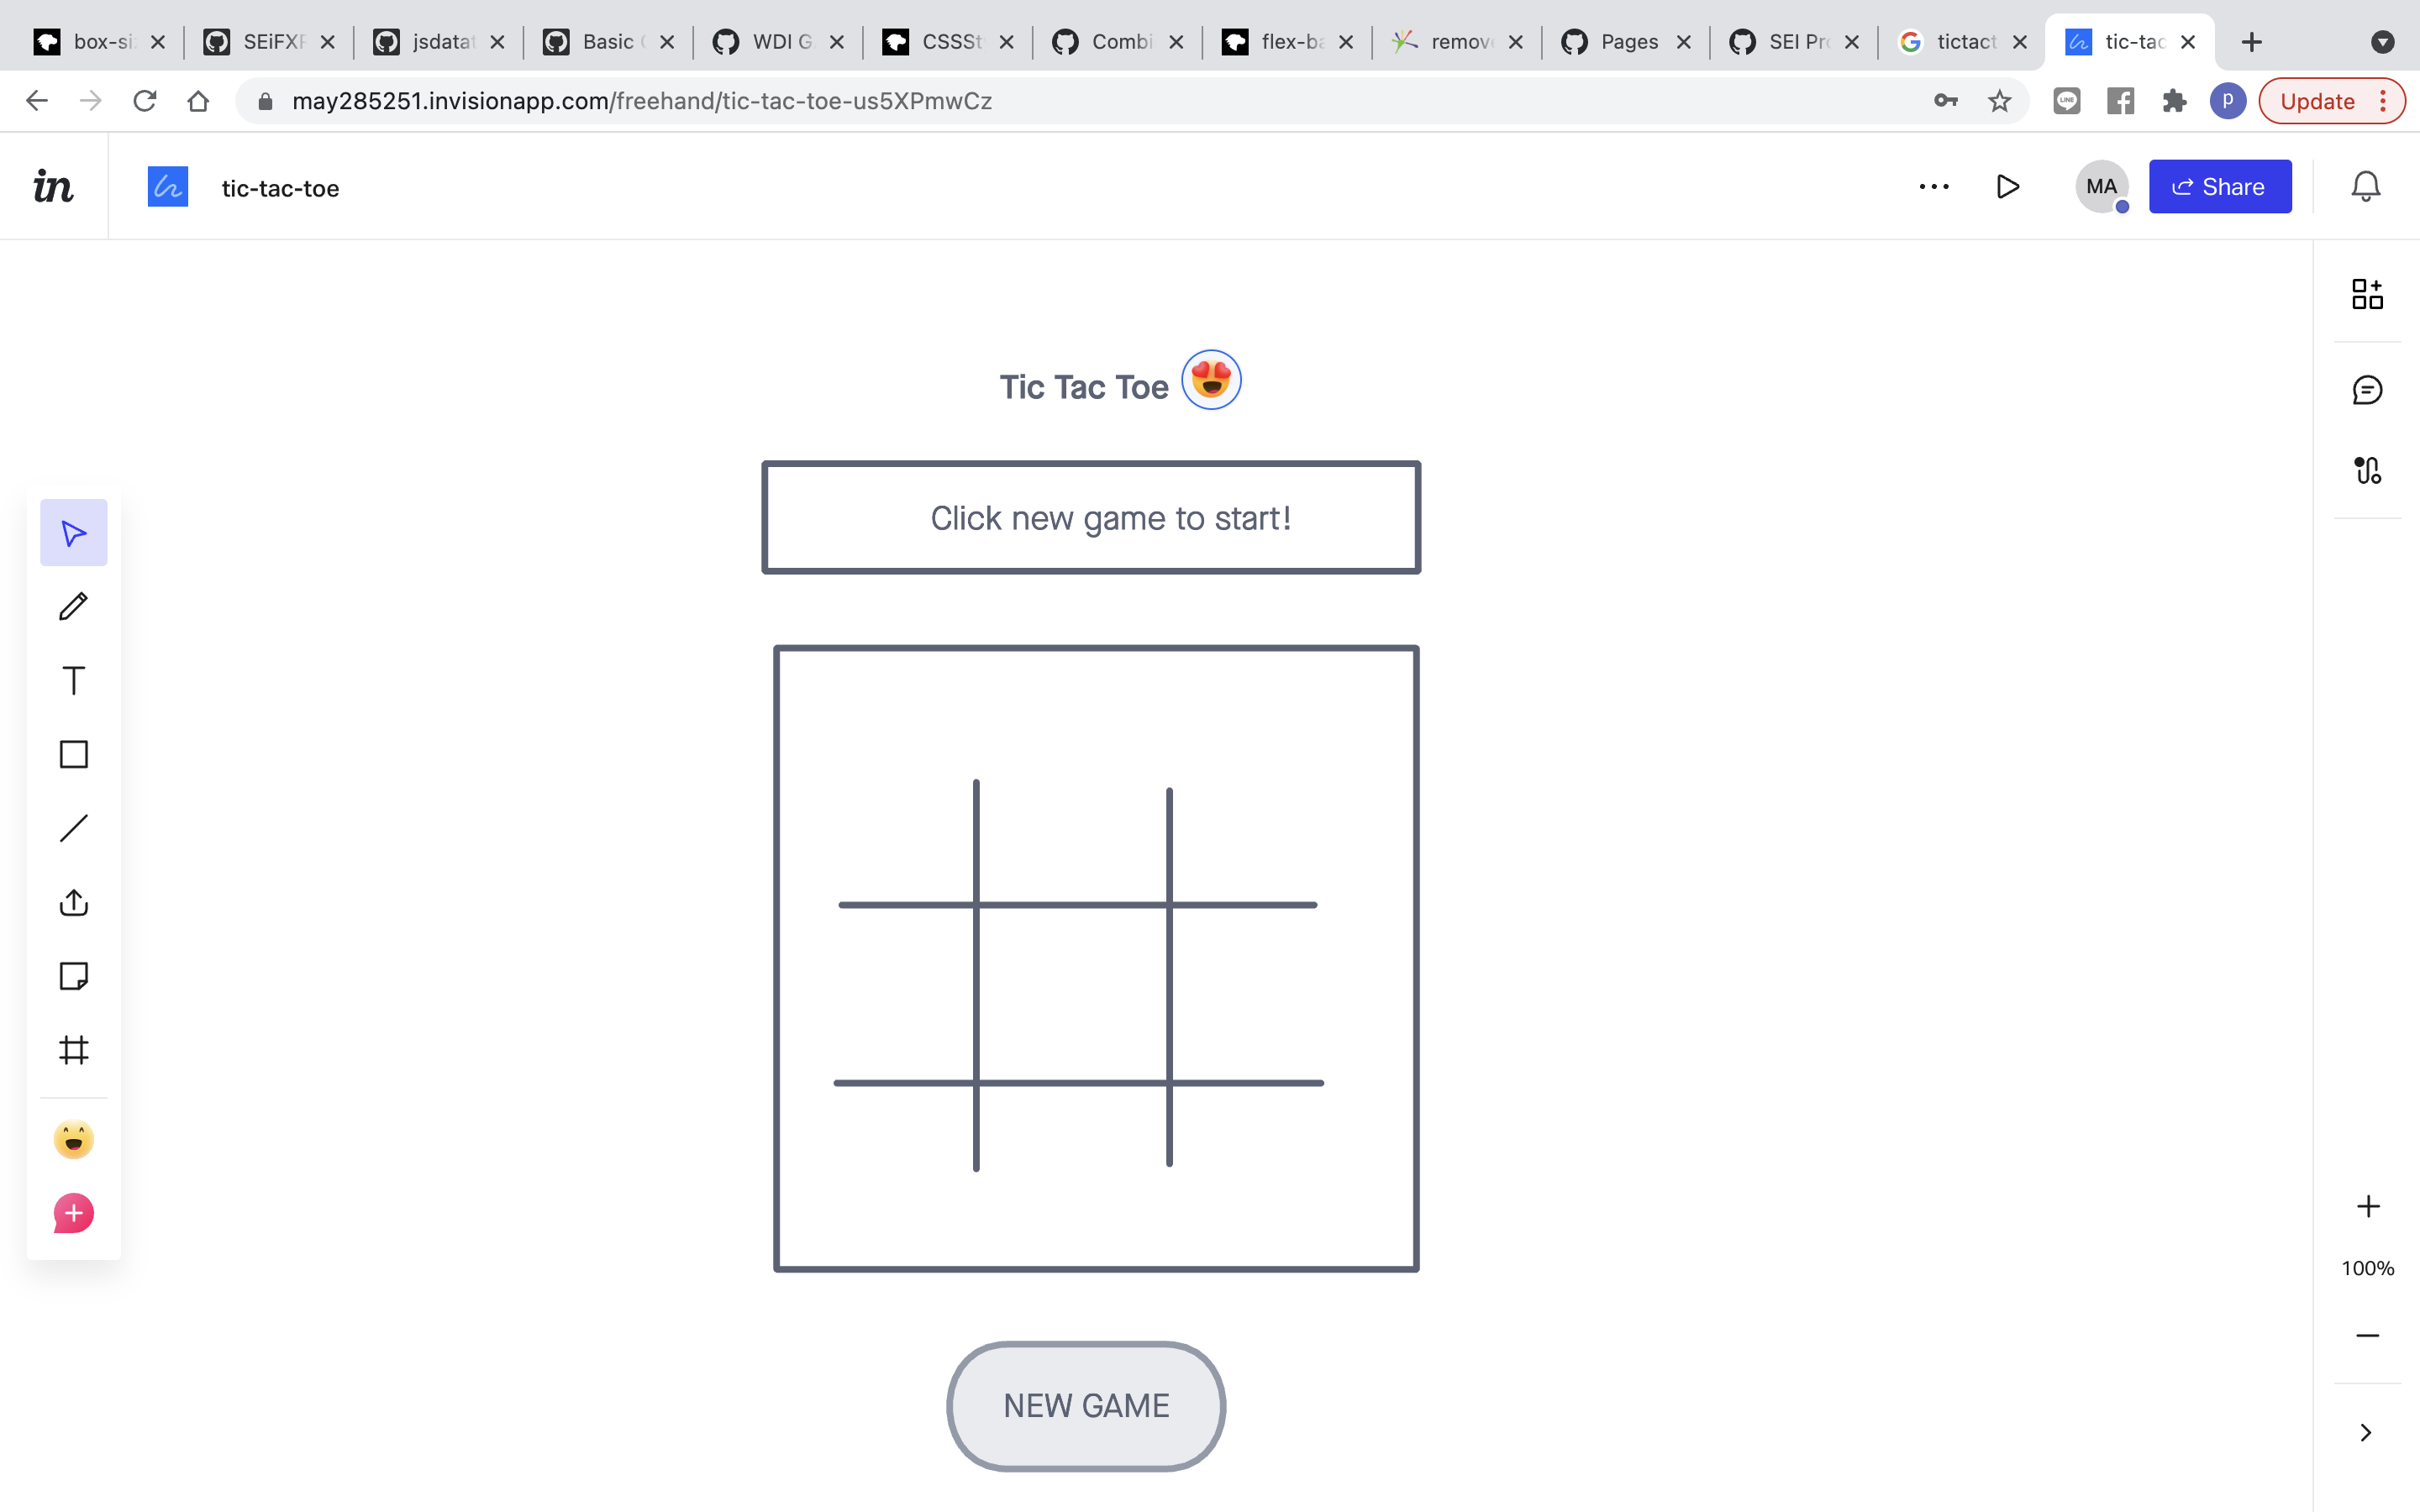 box-si
SEiFXF
jsdata
Basic
WDI G
CSSSt
Combi
flex-ba
remov
Pages
SEI Pr
tictact
tic-tac
may285251.invisionapp.com/freehand/tic-tac-toe-us5XPmwCz
LINE
p
Update
in
tic-tac-toe
MA
Share
Tic Tac Toe
Click new game to start!
T
100%
NEW GAME